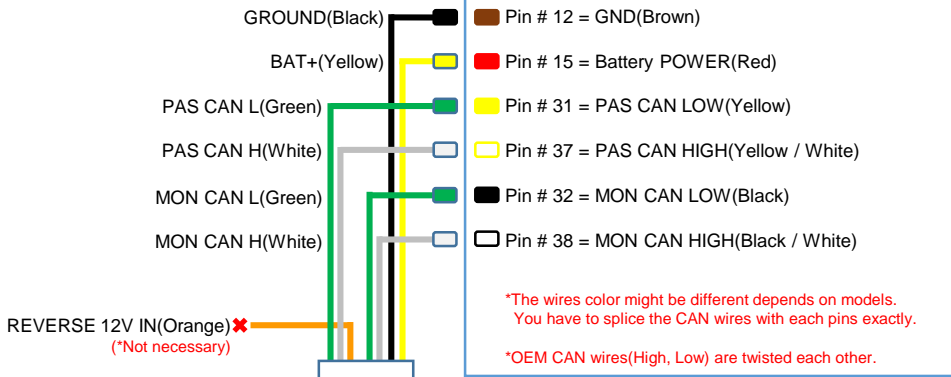 GROUND(Black)
Pin # 12 = GND(Brown)
BAT+(Yellow)
Pin # 15 = Battery POWER(Red)
PAS CAN L(Green)
Pin # 31 = PAS CAN LOW(Yellow)
PAS CAN H(White)
Pin # 37 = PAS CAN HIGH(Yellow / White)
MON CAN L(Green)
Pin # 32 = MON CAN LOW(Black)
MON CAN H(White)
Pin # 38 = MON CAN HIGH(Black / White)
*The wires color might be different depends on models.
You have to splice the CAN wires with each pins exactly.
*OEM CAN wires(High, Low) are twisted each other.
REVERSE 12V IN(Orange)
(*Not necessary)